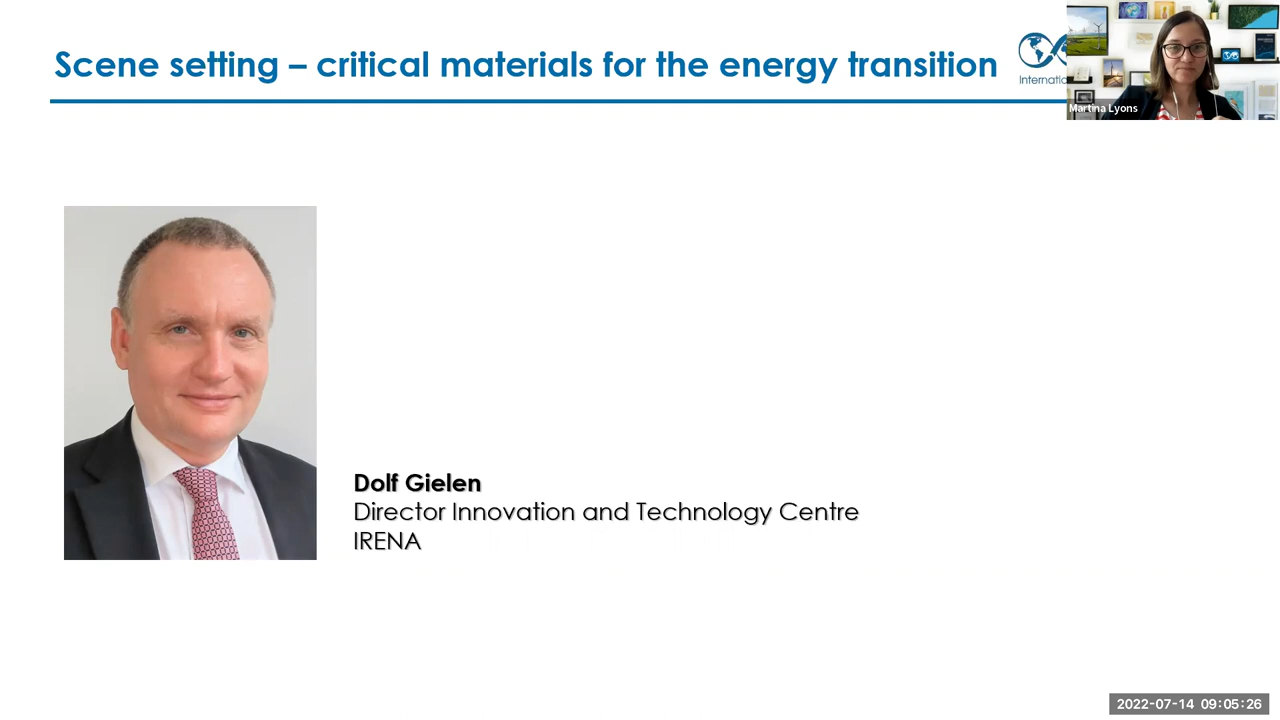 Scene setting – critical materials for the energy transition
Martina Lyons
Dolf Gielen
Director Innovation and Technology Centre
IRENA
2022-07-14 09:05:26